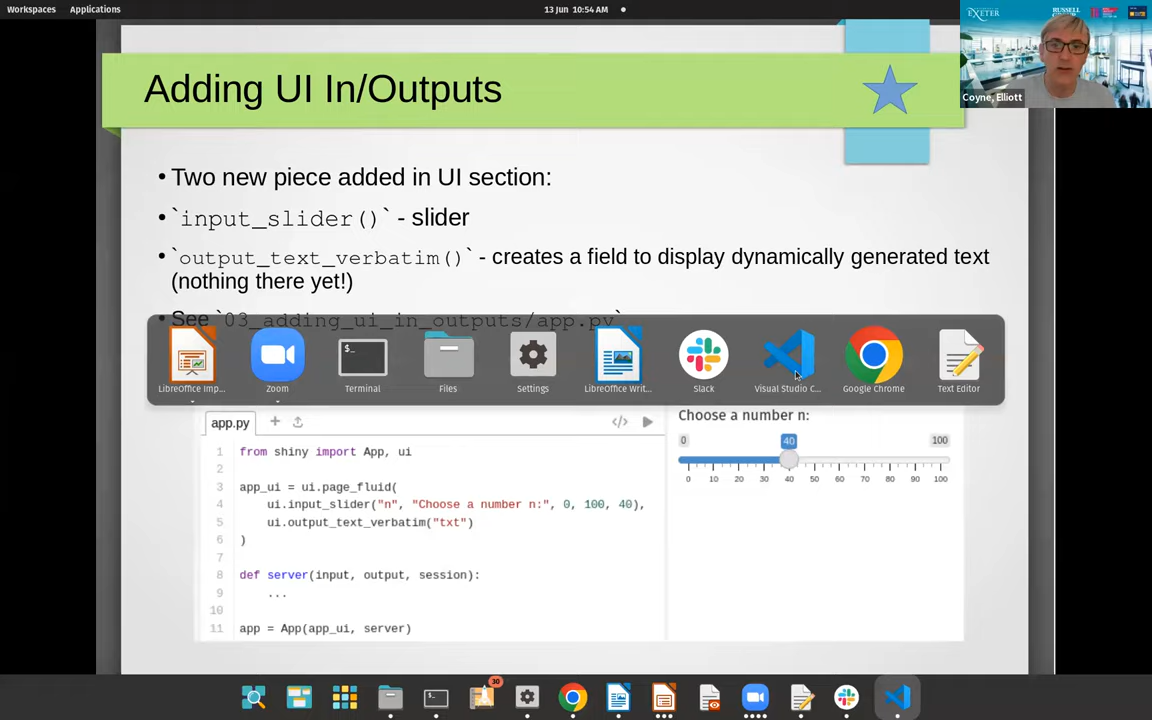 Workspaces Applications 13 Jun 10:54 AM
EXETER RUSSELL
Coyne, Elliott
Adding UI In/Outputs
• Two new piece added in UI section:
• `input_slider()` - slider
• `output_text_verbatim()` - creates a field to display dynamically generated text
(nothing there yet!)
• See `03_adding_ui_in_outputs/app.py`
LibreOffice Imp... Zoom Terminal Files Settings LibreOffice Writ... Slack Visual Studio C... Google Chrome Text Editor
app.py + </>
1 from shiny import App, ui
2
3 app_ui = ui.page_fluid(
4 ui.input_slider("n", "Choose a number n:", 0, 100, 40),
5 ui.output_text_verbatim("txt")
6 )
7
8 def server(input, output, session):
9 ...
10
11 app = App(app_ui, server)
Choose a number n:
0 40 100
0 10 20 30 40 50 60 70 80 90 100
30